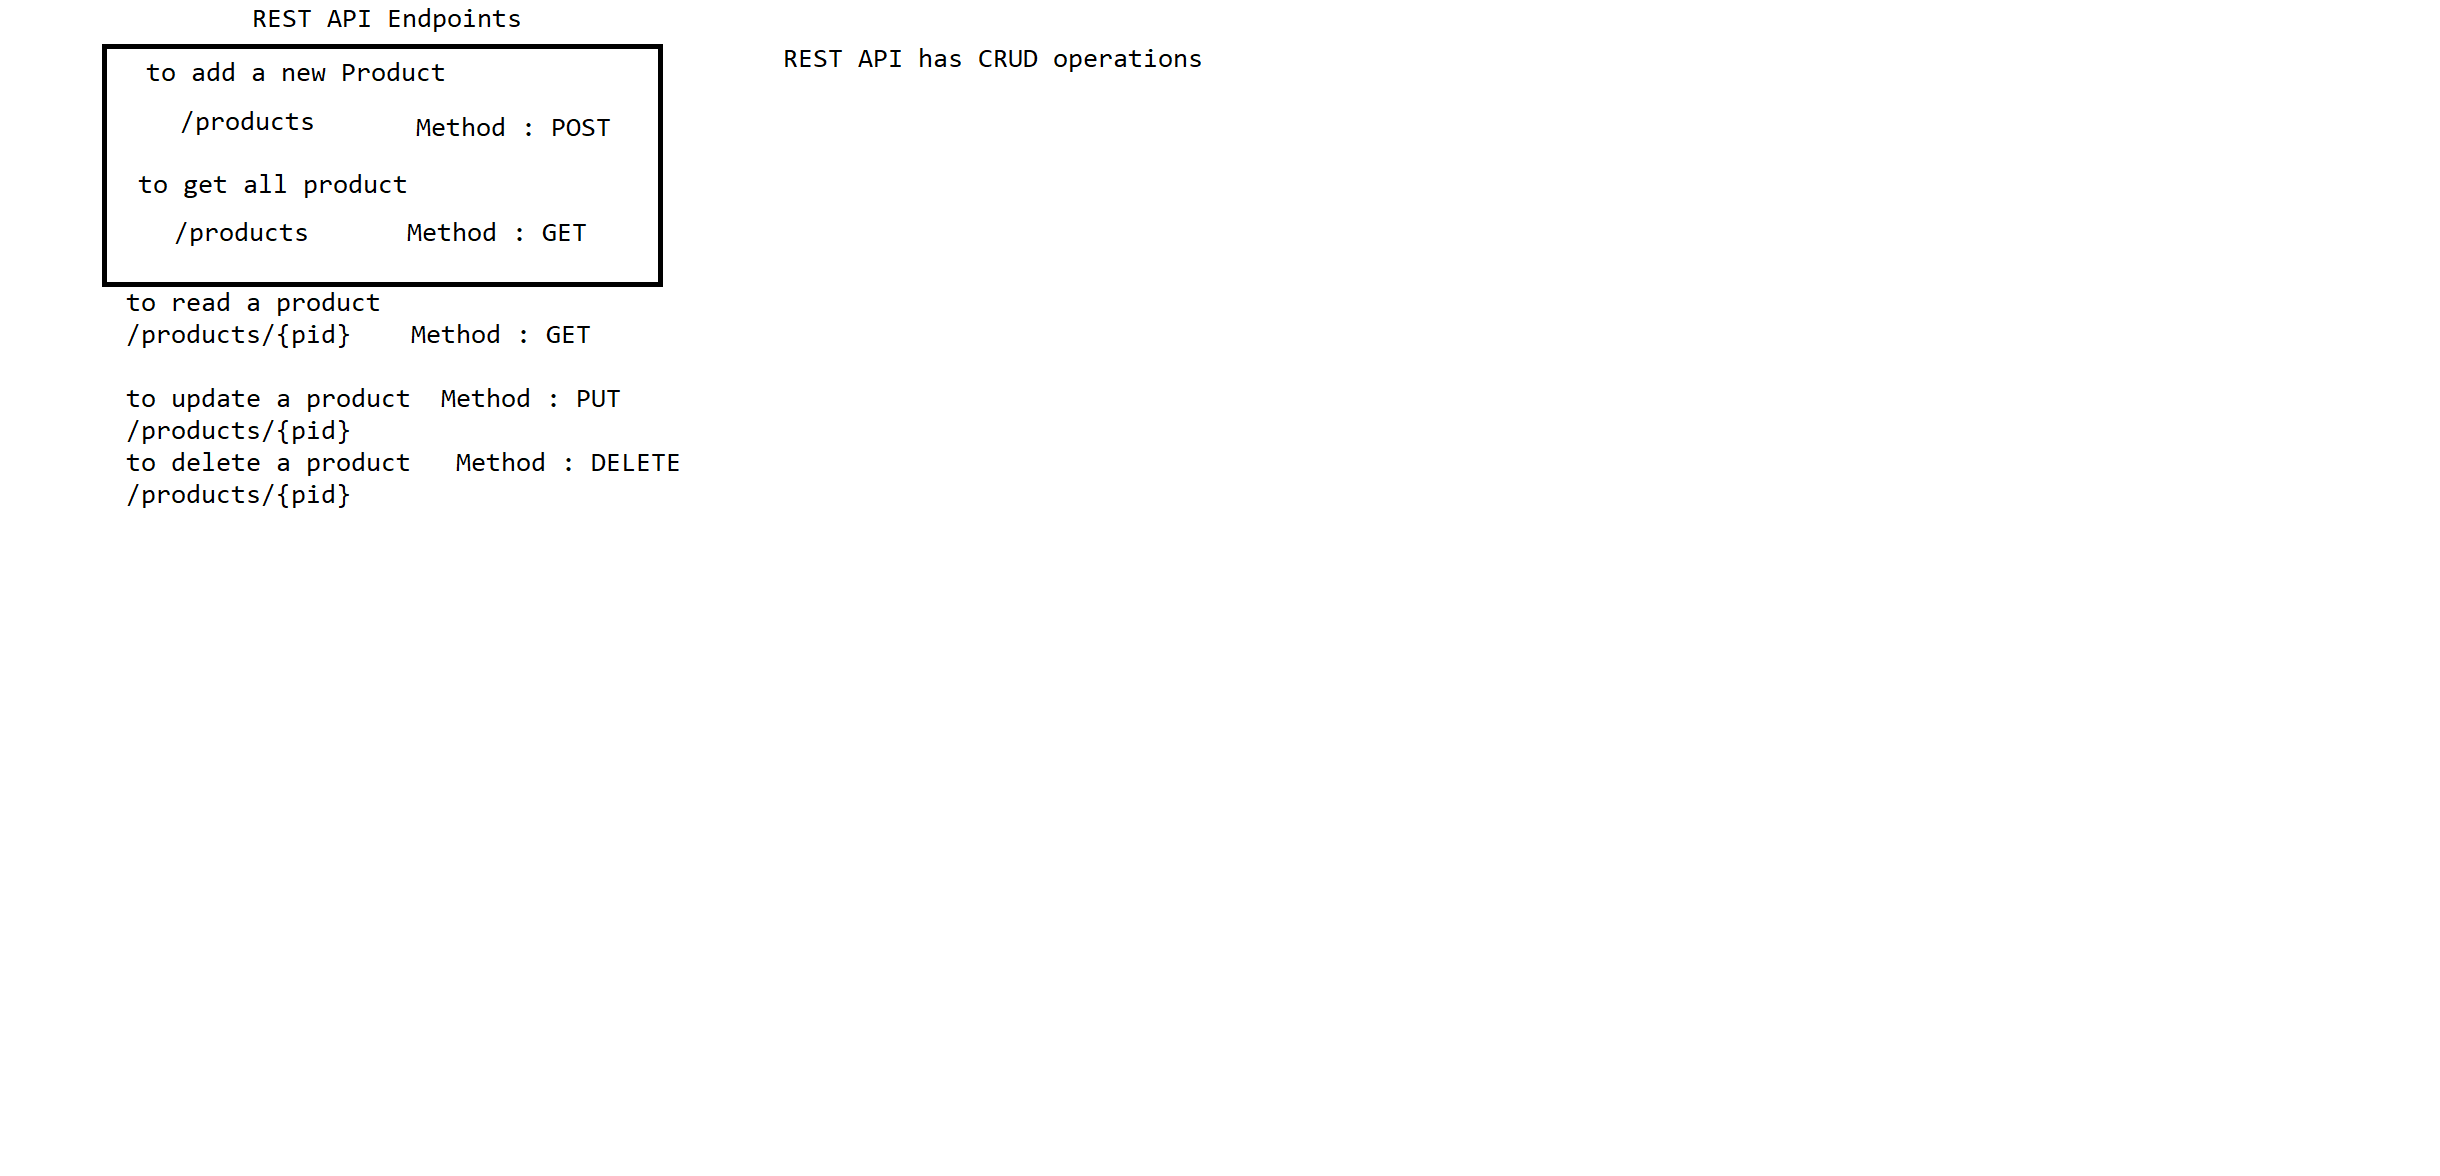 REST API Endpoints
REST API has CRUD operations
to add a new Product
/products Method : POST
to get all product
/products Method : GET
to read a product
/products/{pid} Method : GET
to update a product Method : PUT
/products/{pid}
to delete a product Method : DELETE
/products/{pid}